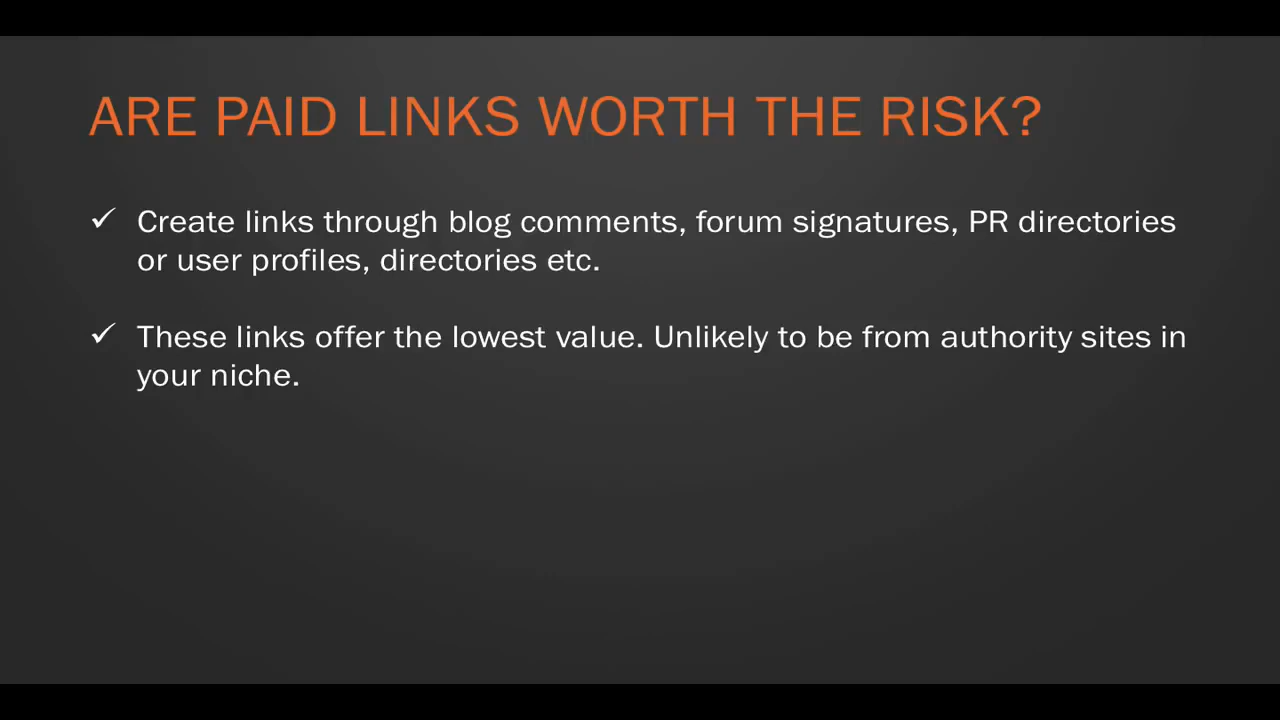 ARE PAID LINKS WORTH THE RISK?
✓ Create links through blog comments, forum signatures, PR directories
or user profiles, directories etc.
✓ These links offer the lowest value. Unlikely to be from authority sites in
your niche.